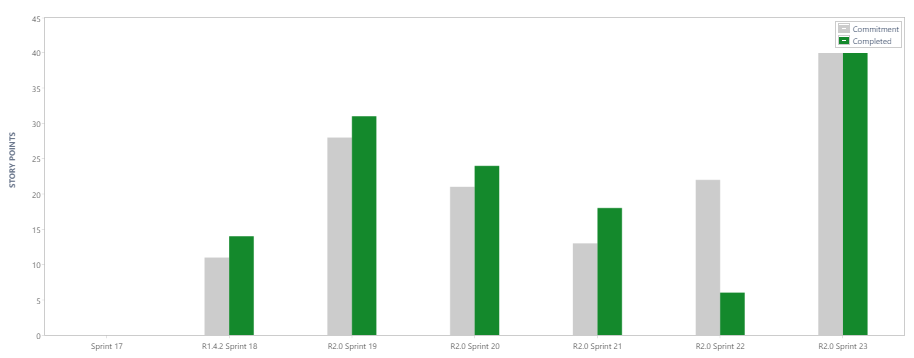 45
40
35
30
25
20
15
10
5
0
STORY POINTS
Commitment
Completed
Sprint 17
R1.4.2 Sprint 18
R2.0 Sprint 19
R2.0 Sprint 20
R2.0 Sprint 21
R2.0 Sprint 22
R2.0 Sprint 23